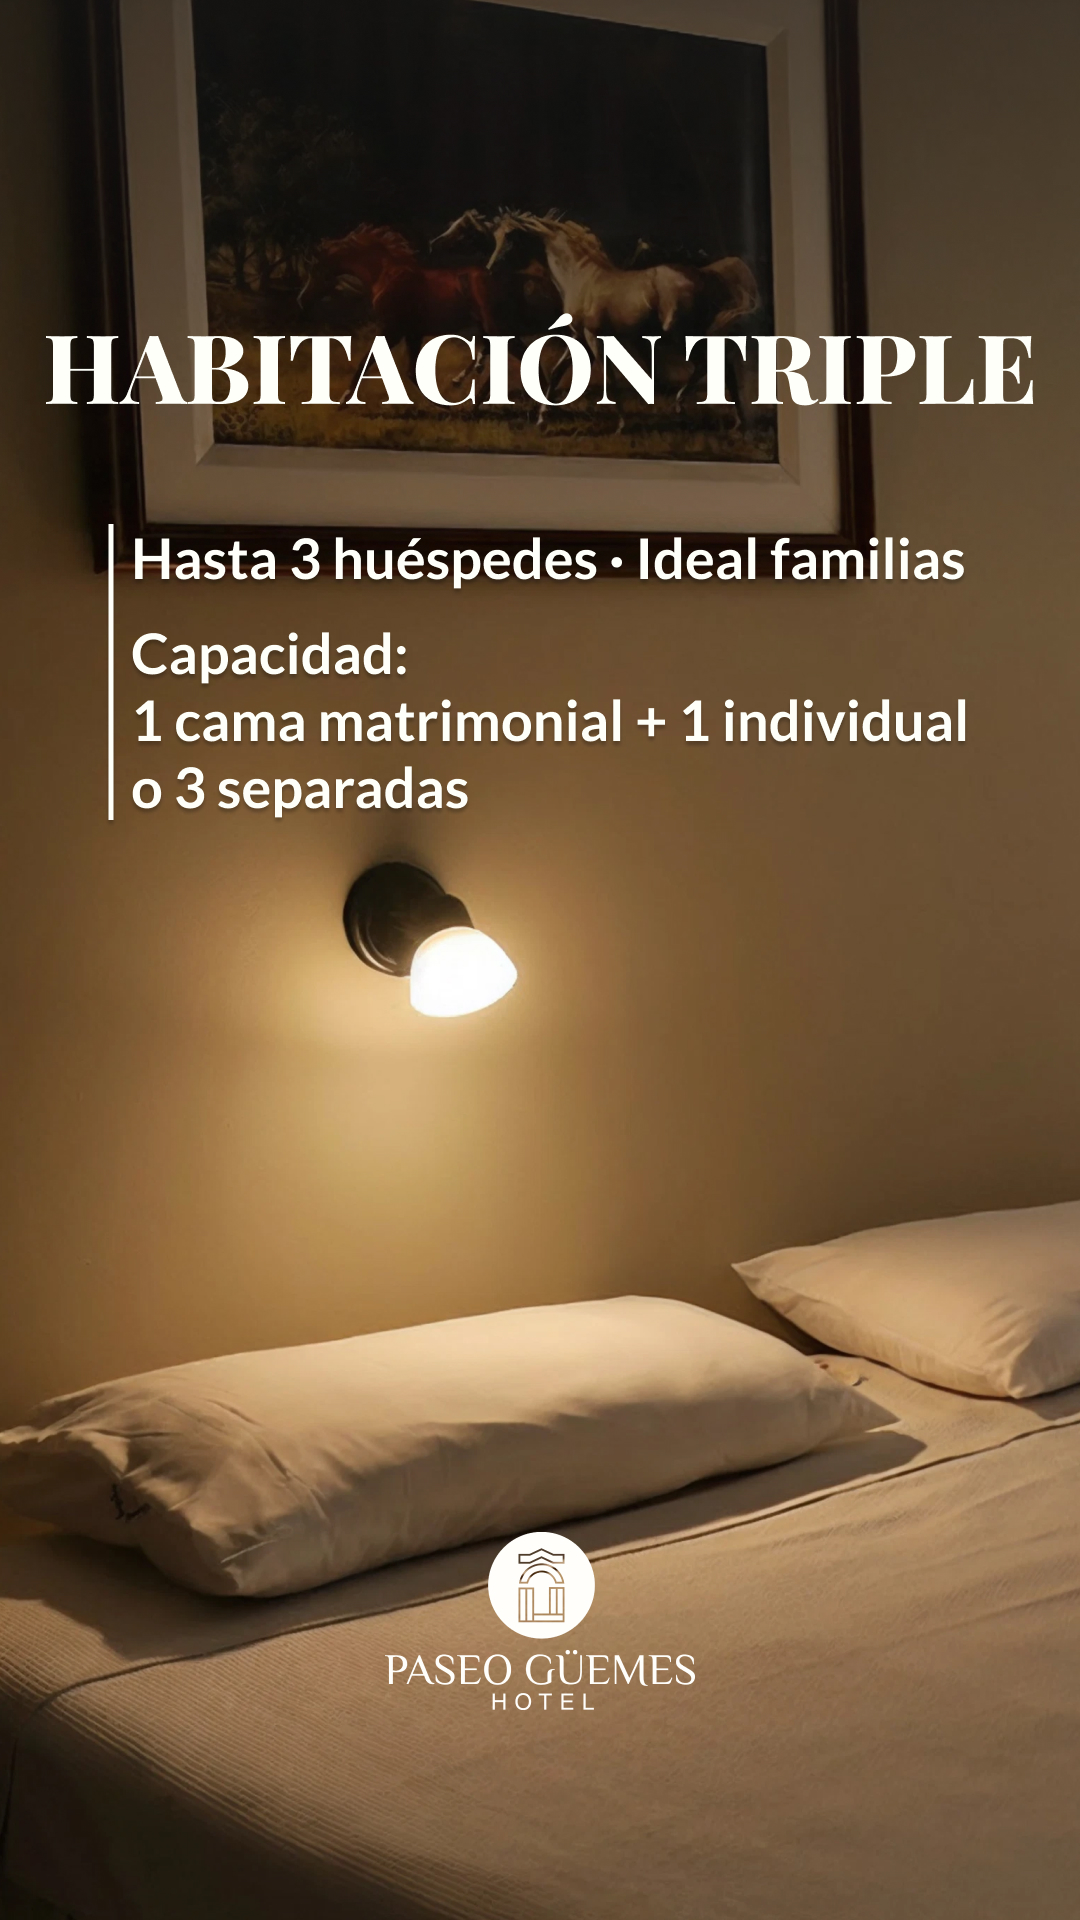 HABITACIÓN TRIPLE
Hasta 3 huéspedes · Ideal familias
Capacidad:
1 cama matrimonial + 1 individual
o 3 separadas
PASEO GÜEMES
HOTEL